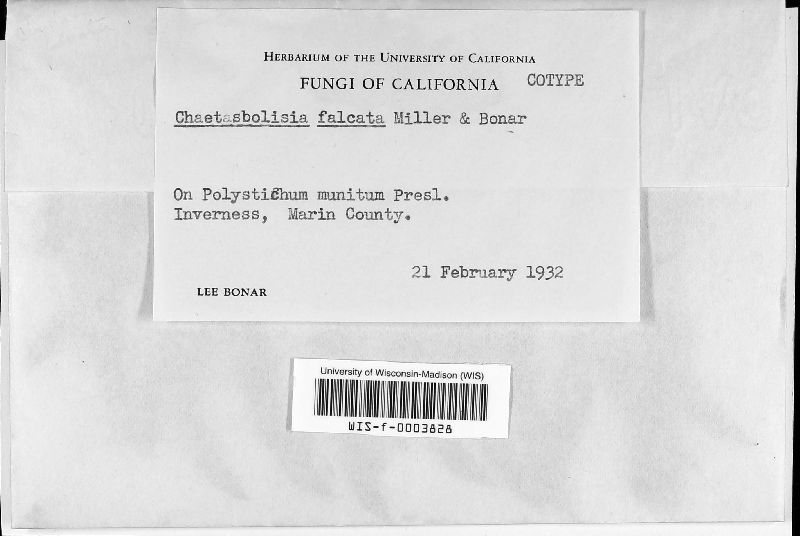 HERBARIUM OF THE UNIVERSITY OF CALIFORNIA
FUNGI OF CALIFORNIA COTYPE
Chaetasbolisia falcata Miller & Bonar
On Polystichum munitum Presl.
Inverness, Marin County.
21 February 1932
LEE BONAR
University of Wisconsin-Madison (WIS)
WIS-f-0003828